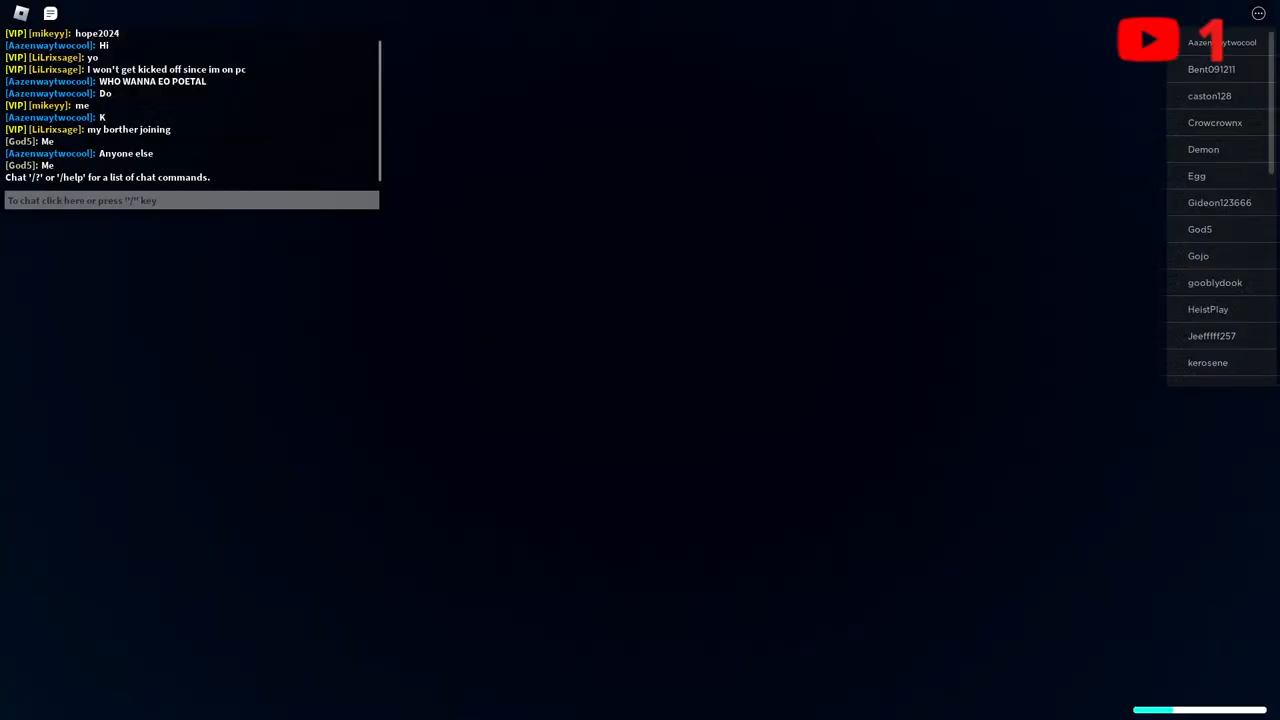 [VIP] [mikeyy]: hope2024
[Aazenwaytwocool]: Hi
[VIP] [LiLrixsage]: yo
[VIP] [LiLrixsage]: I won't get kicked off since im on pc
[Aazenwaytwocool]: WHO WANNA EO POETAL
[Aazenwaytwocool]: Do
[VIP] [mikeyy]: me
[Aazenwaytwocool]: K
[VIP] [LiLrixsage]: my borther joining
[God5]: Me
[Aazenwaytwocool]: Anyone else
[God5]: Me
Chat '/?' or '/help' for a list of chat commands.
To chat click here or press "/" key
1
Aazenwaytwocool
Bent091211
caston128
Crowcrownx
Demon
Egg
Gideon123666
God5
Gojo
gooblydook
HeistPlay
Jeefffff257
kerosene